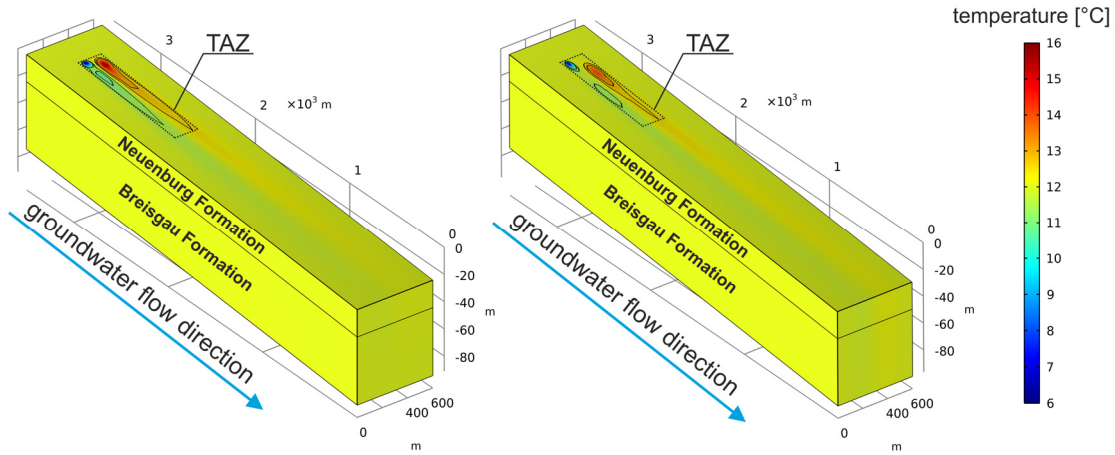 temperature [°C]
TAZ
3
2
×10³ m
1
Neuenburg Formation
Breisgau Formation
groundwater flow direction
0
0
-20
-40
-60
-80
m
600
400
0
m
TAZ
3
2
×10³ m
1
Neuenburg Formation
Breisgau Formation
groundwater flow direction
0
0
-20
-40
-60
-80
m
600
400
0
m
16
15
14
13
12
11
10
9
8
7
6